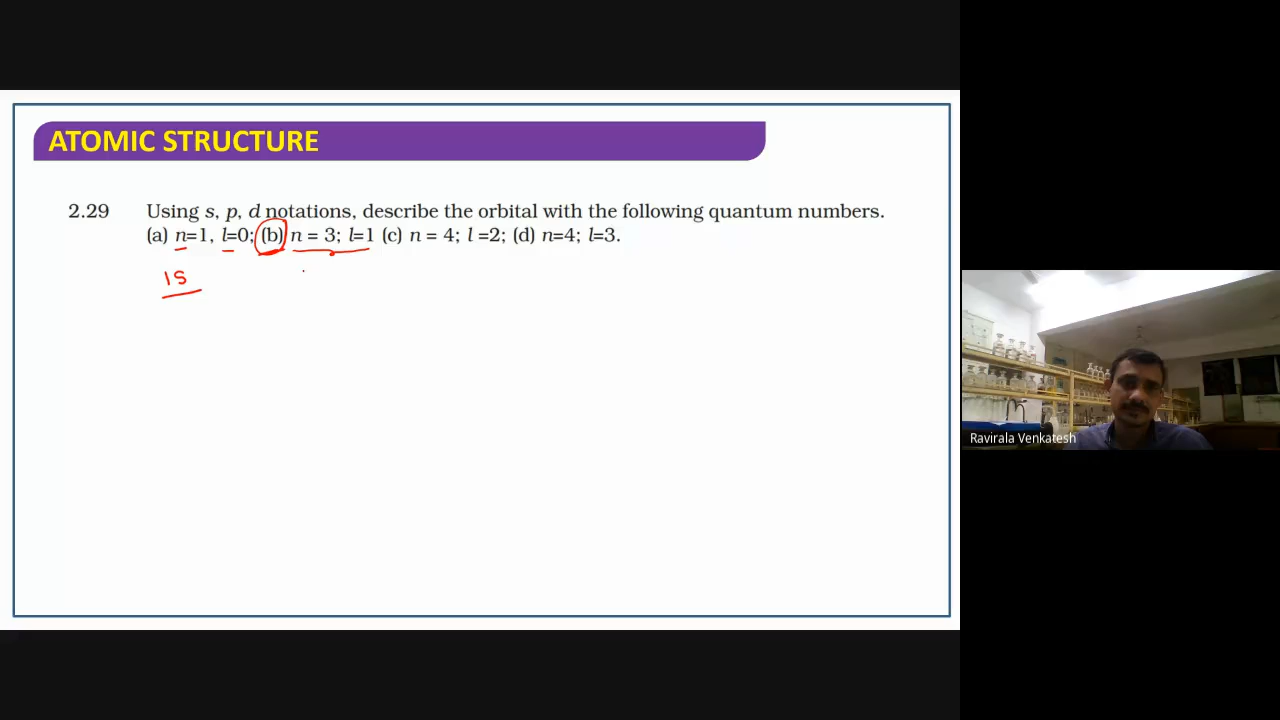 ATOMIC STRUCTURE
2.29 Using s, p, d notations, describe the orbital with the following quantum numbers.
(a) n=1, l=0; (b) n = 3; l=1 (c) n = 4; l =2; (d) n=4; l=3.
1S
Ravirala Venkatesh